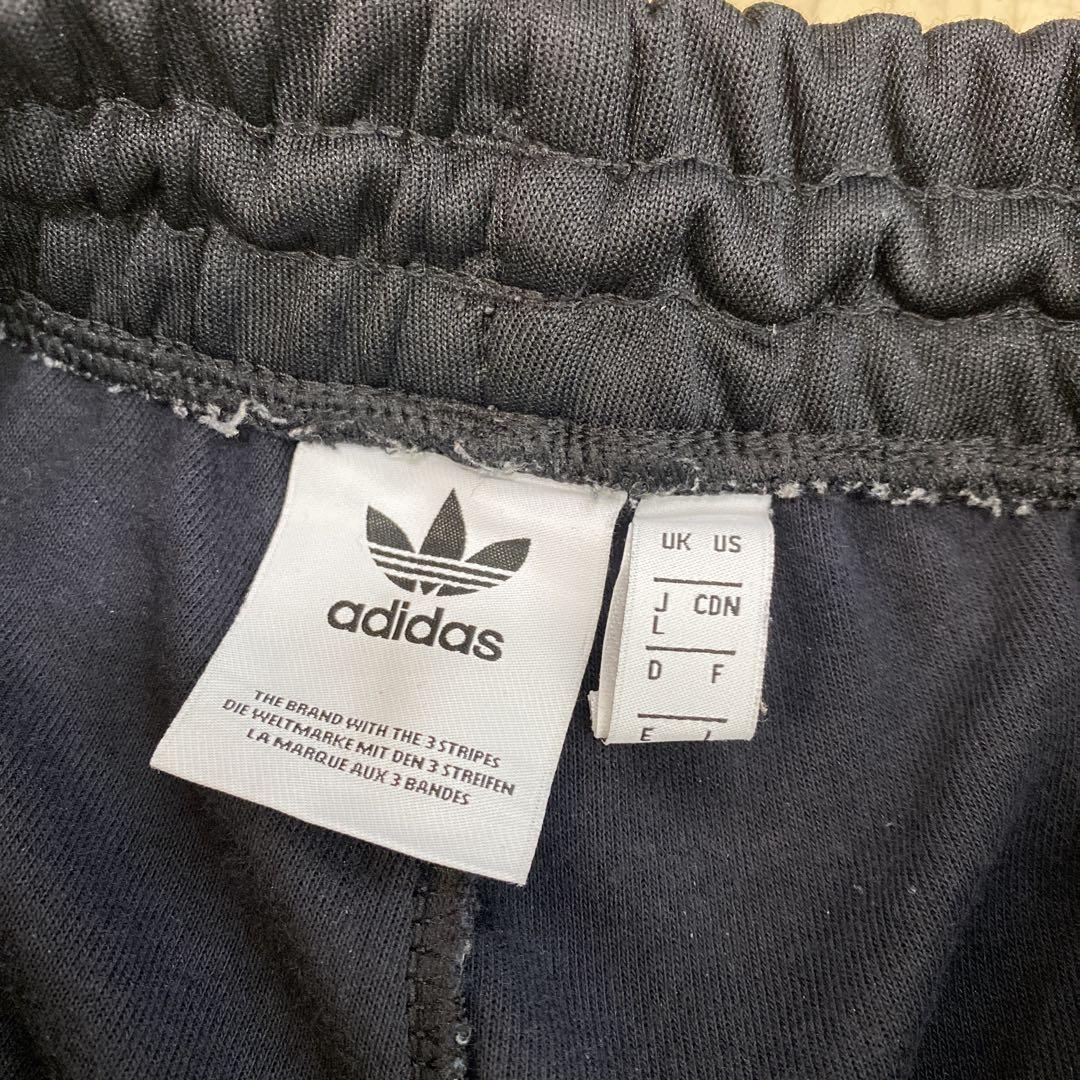 adidas
THE BRAND WITH THE 3 STRIPES
DIE WELTMARKE MIT DEN 3 STREIFEN
LA MARQUE AUX 3 BANDES
UK US
J CDN
L
D F
E